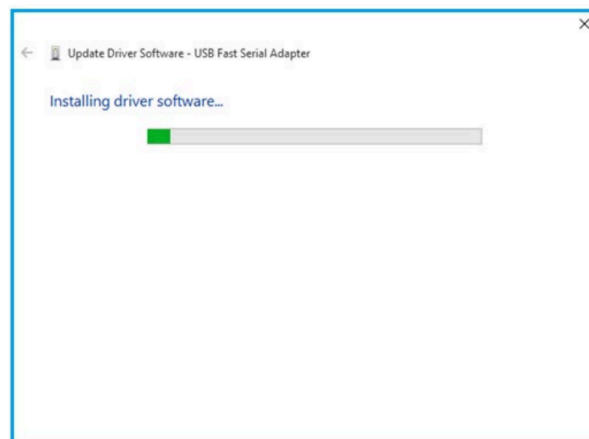 Update Driver Software - USB Fast Serial Adapter
Installing driver software...